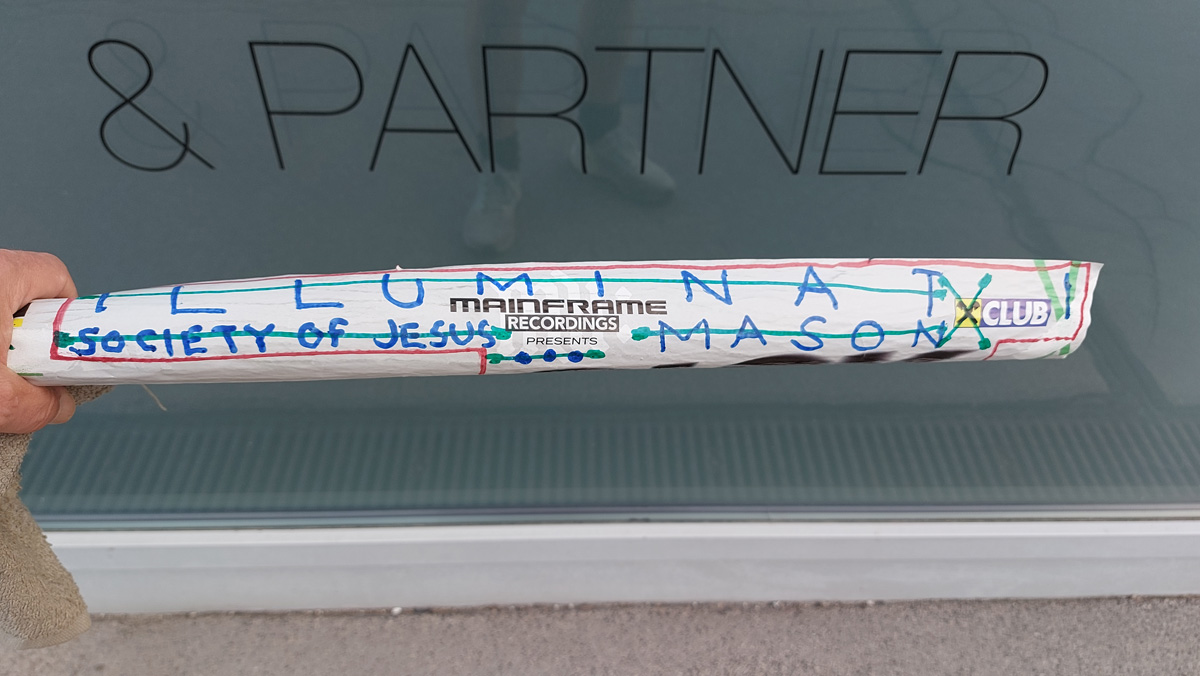 & PARTNER
ILLUMINATI
MAINFRAME
RECORDINGS
PRESENTS
SOCIETY OF JESUS
MASON
X CLUB